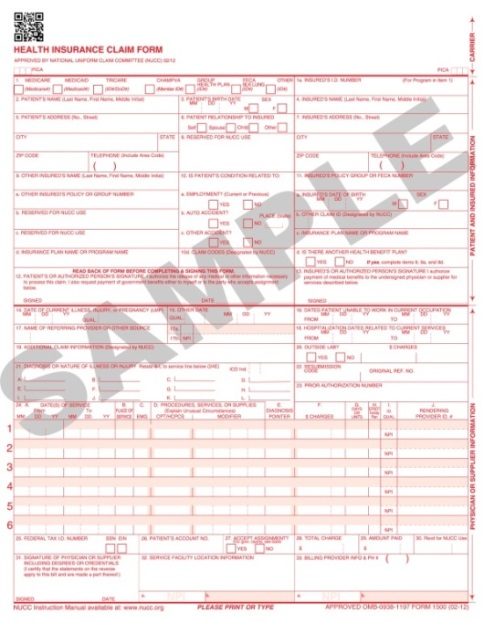 HEALTH INSURANCE CLAIM FORM
APPROVED BY NATIONAL UNIFORM CLAIM COMMITTEE (NUCC) 02/12
PICA PICA
CARRIER
1. MEDICARE MEDICAID TRICARE CHAMPVA GROUP HEALTH PLAN FECA BLK LUNG OTHER
1a. INSURED'S I.D. NUMBER (For Program in Item 1)
2. PATIENT'S NAME (Last Name, First Name, Middle Initial)
3. PATIENT'S BIRTH DATE SEX
MM DD YY M F
4. INSURED'S NAME (Last Name, First Name, Middle Initial)
5. PATIENT'S ADDRESS (No., Street)
6. PATIENT RELATIONSHIP TO INSURED
Self Spouse Child Other
7. INSURED'S ADDRESS (No., Street)
CITY STATE
8. RESERVED FOR NUCC USE
CITY STATE
ZIP CODE TELEPHONE (Include Area Code)
ZIP CODE TELEPHONE (Include Area Code)
9. OTHER INSURED'S NAME (Last Name, First Name, Middle Initial)
10. IS PATIENT'S CONDITION RELATED TO:
11. INSURED'S POLICY GROUP OR FECA NUMBER
a. OTHER INSURED'S POLICY OR GROUP NUMBER
a. EMPLOYMENT? (Current or Previous)
YES NO
a. INSURED'S DATE OF BIRTH SEX
MM DD YY M F
b. RESERVED FOR NUCC USE
b. AUTO ACCIDENT? PLACE (State)
YES NO
b. OTHER CLAIM ID (Designated by NUCC)
c. RESERVED FOR NUCC USE
c. OTHER ACCIDENT?
YES NO
c. INSURANCE PLAN NAME OR PROGRAM NAME
d. INSURANCE PLAN NAME OR PROGRAM NAME
10d. CLAIM CODES (Designated by NUCC)
d. IS THERE ANOTHER HEALTH BENEFIT PLAN?
YES NO If yes, complete items 9, 9a, and 9d.
READ BACK OF FORM BEFORE COMPLETING & SIGNING THIS FORM.
12. PATIENT'S OR AUTHORIZED PERSON'S SIGNATURE I authorize the release of any medical or other information necessary
to process this claim. I also request payment of government benefits either to myself or to the party who accepts assignment
below.
SIGNED DATE
13. INSURED'S OR AUTHORIZED PERSON'S SIGNATURE I authorize
payment of medical benefits to the undersigned physician or supplier for
services described below.
SIGNED
PATIENT AND INSURED INFORMATION
14. DATE OF CURRENT ILLNESS, INJURY, or PREGNANCY (LMP)
MM DD YY QUAL.
15. OTHER DATE
QUAL. MM DD YY
16. DATES PATIENT UNABLE TO WORK IN CURRENT OCCUPATION
MM DD YY MM DD YY
FROM TO
17. NAME OF REFERRING PROVIDER OR OTHER SOURCE
17a.
17b. NPI
18. HOSPITALIZATION DATES RELATED TO CURRENT SERVICES
MM DD YY MM DD YY
FROM TO
19. ADDITIONAL CLAIM INFORMATION (Designated by NUCC)
20. OUTSIDE LAB? $ CHARGES
YES NO
21. DIAGNOSIS OR NATURE OF ILLNESS OR INJURY Relate A-L to service line below (24E) ICD Ind.
A. B. C. D.
E. F. G. H.
I. J. K. L.
22. RESUBMISSION
CODE ORIGINAL REF. NO.
23. PRIOR AUTHORIZATION NUMBER
24. A. DATE(S) OF SERVICE
From To
MM DD YY MM DD YY
B. PLACE OF SERVICE
C. EMG
D. PROCEDURES, SERVICES, OR SUPPLIES
(Explain Unusual Circumstances)
CPT/HCPCS MODIFIER
E. DIAGNOSIS POINTER
F. $ CHARGES
G. DAYS OR UNITS
H.
I. ID. QUAL.
J. RENDERING PROVIDER ID. #
1 NPI
2 NPI
3 NPI
4 NPI
5 NPI
6 NPI
25. FEDERAL TAX I.D. NUMBER SSN EIN
26. PATIENT'S ACCOUNT NO.
27. ACCEPT ASSIGNMENT?
YES NO
28. TOTAL CHARGE
$
29. AMOUNT PAID
$
30. Rsvd for NUCC Use
31. SIGNATURE OF PHYSICIAN OR SUPPLIER
INCLUDING DEGREES OR CREDENTIALS
(I certify that the statements on the reverse
apply to this bill and are made a part thereof.)
32. SERVICE FACILITY LOCATION INFORMATION
33. BILLING PROVIDER INFO & PH # ( )
SIGNED DATE
a. NPI b. a. NPI b.
PHYSICIAN OR SUPPLIER INFORMATION
NUCC Instruction Manual available at: www.nucc.org PLEASE PRINT OR TYPE APPROVED OMB-0938-1197 FORM 1500 (02-12)
SAMPLE